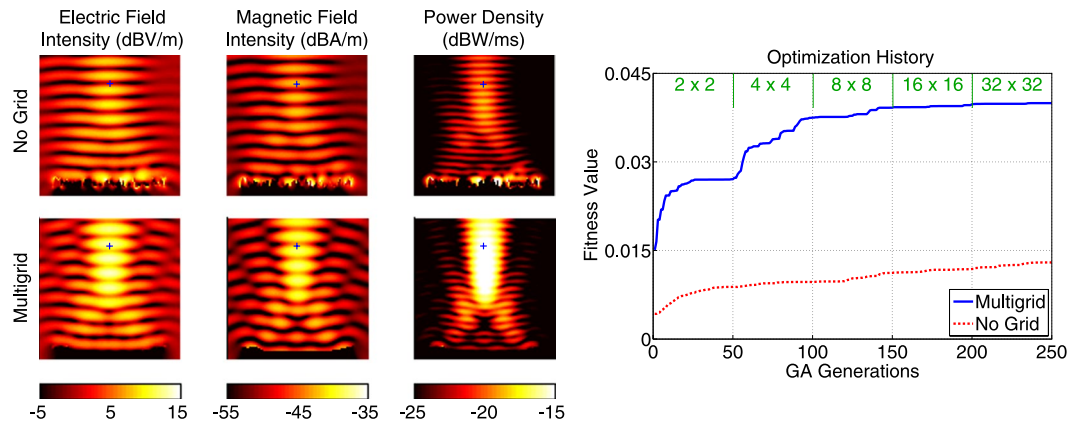 Electric Field
Intensity (dBV/m)
Magnetic Field
Intensity (dBA/m)
Power Density
(dBW/ms)
No Grid
Multigrid
-5
5
15
-55
-45
-35
-25
-20
-15
Optimization History
0.045
0.03
0.015
0
Fitness Value
2 x 2
4 x 4
8 x 8
16 x 16
32 x 32
Multigrid
No Grid
0
50
100
150
200
250
GA Generations